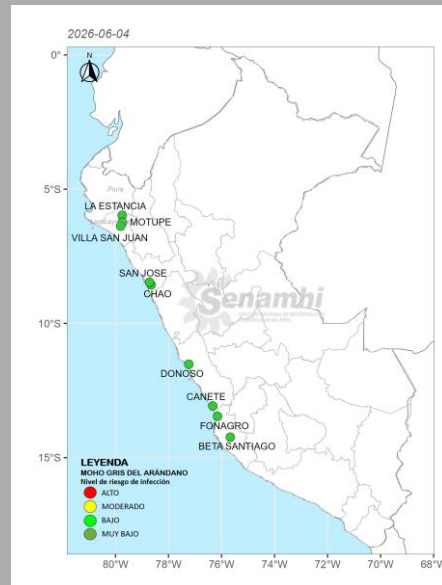 2026-06-04
N
0°
5°S
10°S
15°S
Piura
LA ESTANCIA
MOTUPE
VILLA SAN JUAN
SAN JOSE
CHAO
Senamhi
DONOSO
CANETE
FONAGRO
BETA SANTIAGO
LEYENDA
MOHO GRIS DEL ARÁNDANO
Nivel de riesgo de infección
ALTO
MODERADO
BAJO
MUY BAJO
80°W 78°W 76°W 74°W 72°W 70°W 68°W